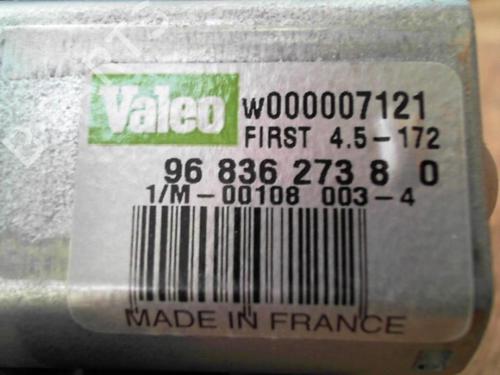 Valeo w000007121
FIRST 4.5-172
96 836 273 8 0
1/M-00108 003-4
MADE IN FRANCE